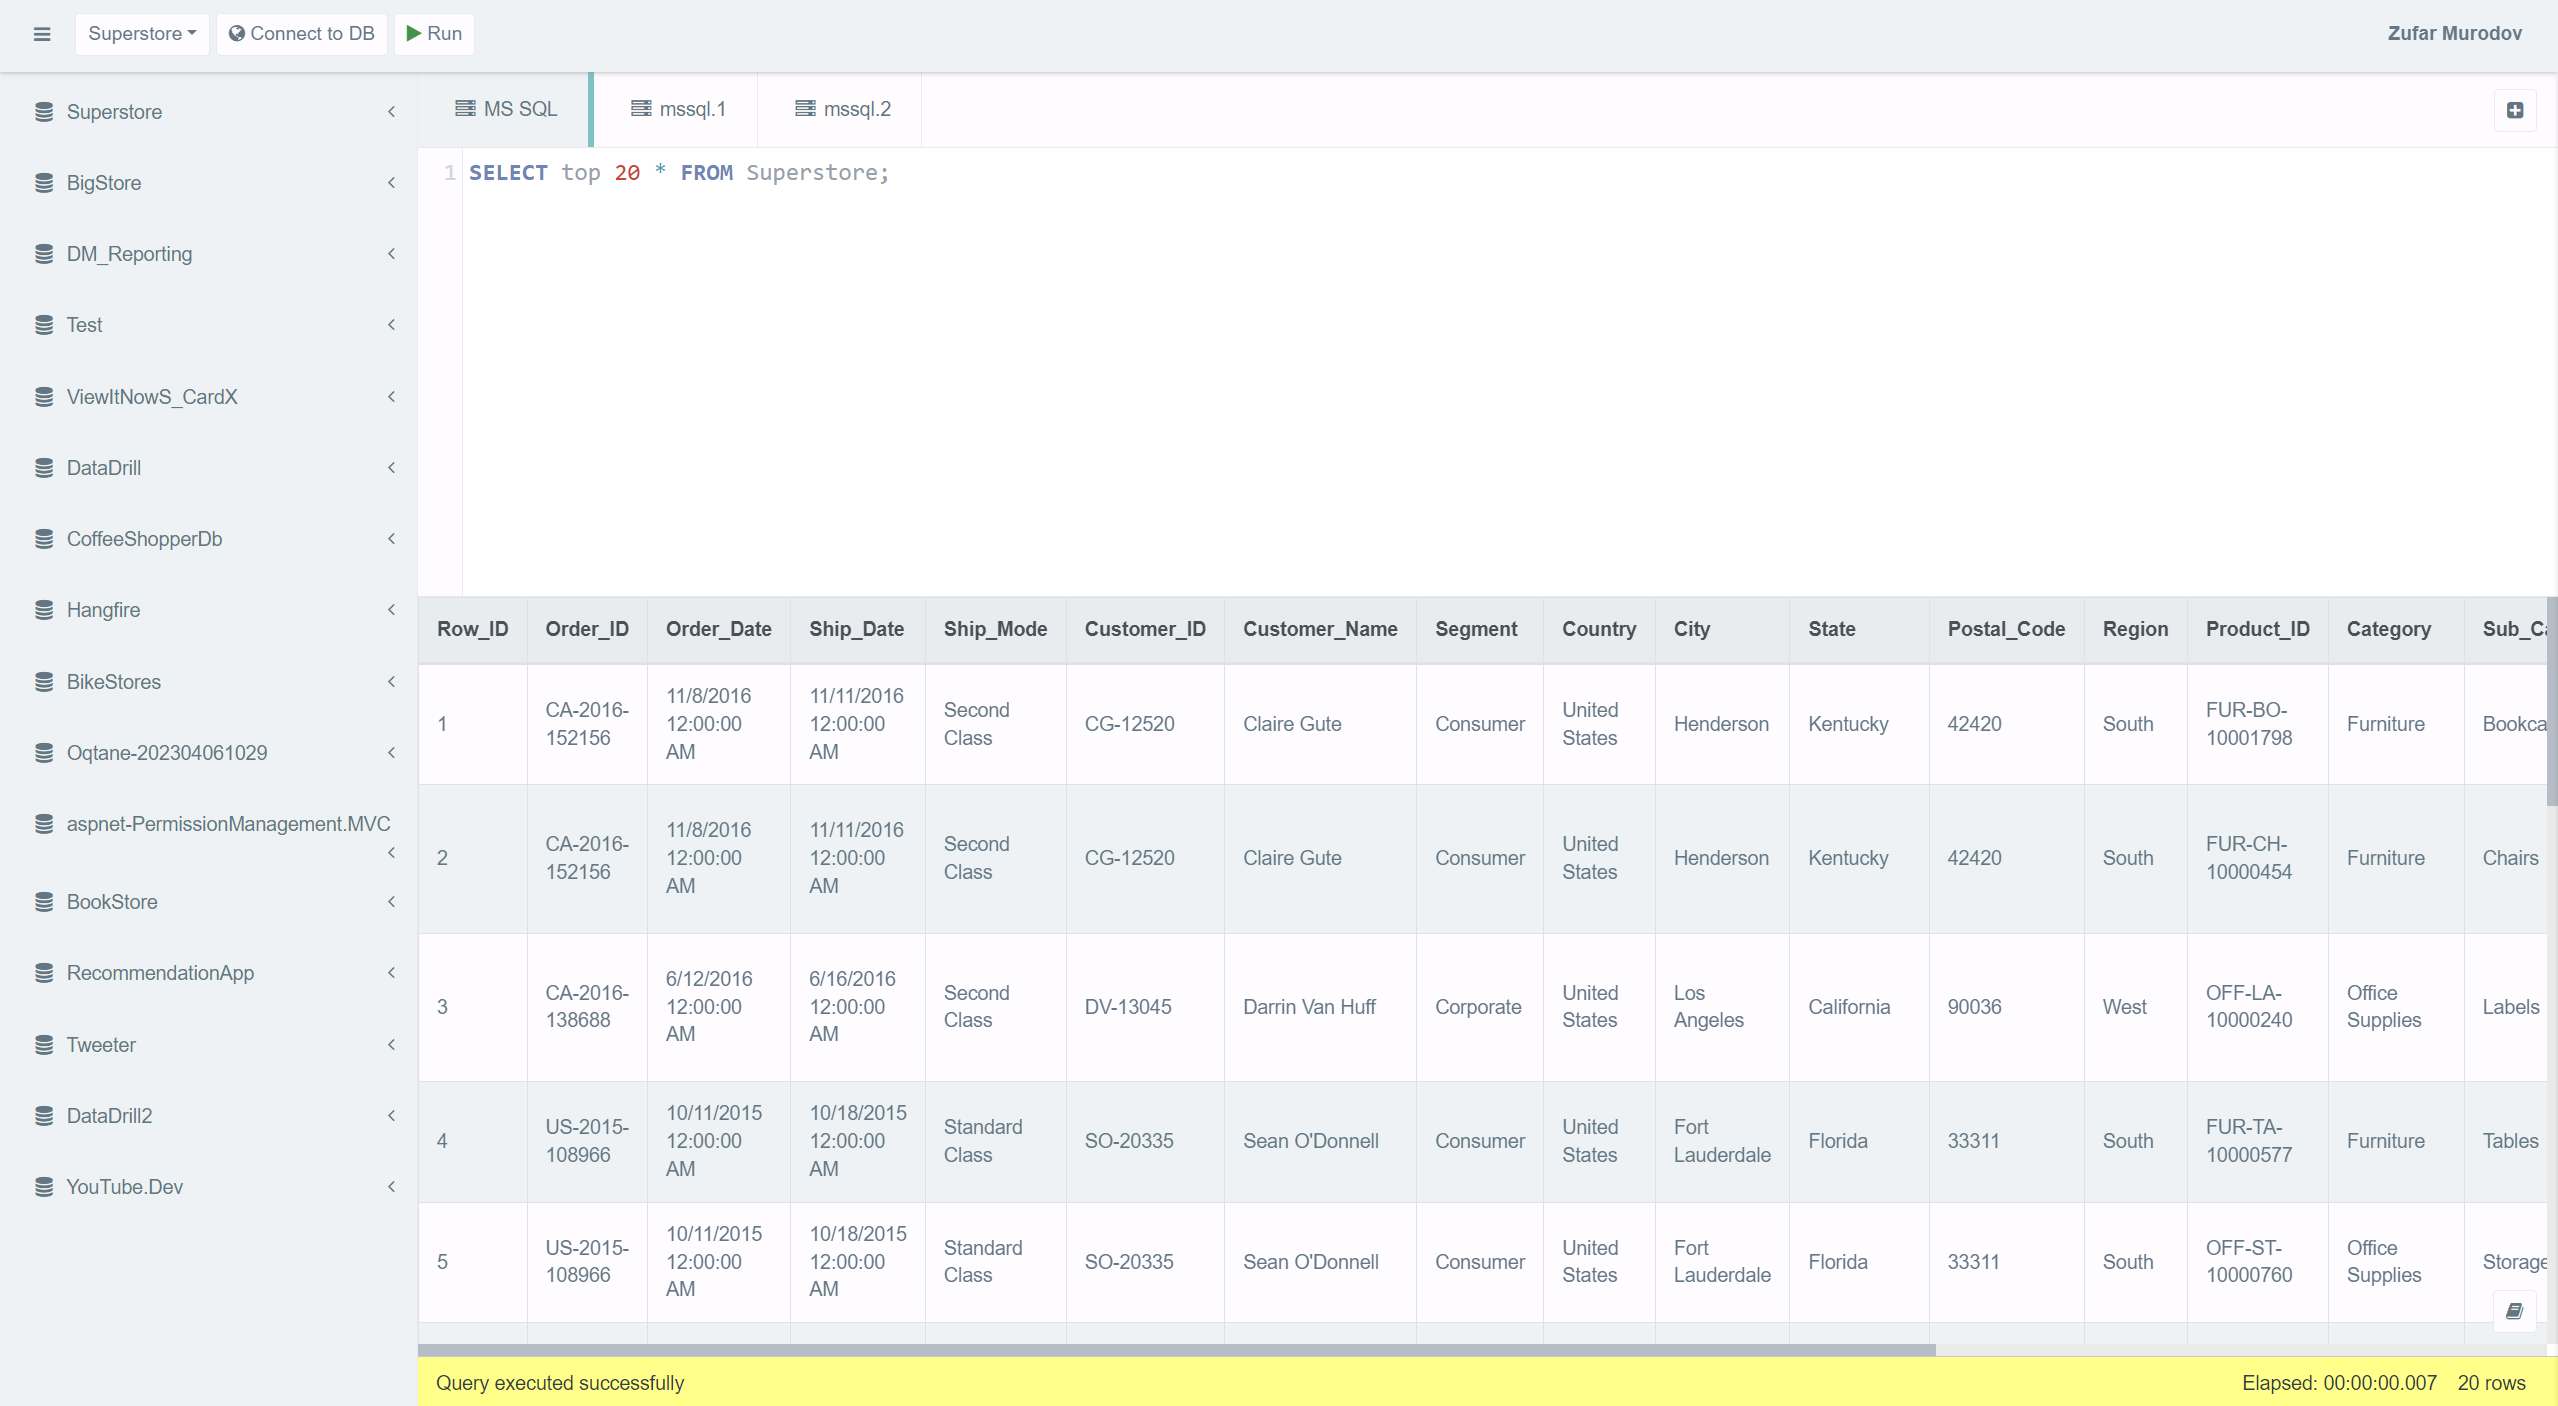 Superstore Connect to DB Run Zufar Murodov
Superstore
BigStore
DM_Reporting
Test
ViewItNowS_CardX
DataDrill
CoffeeShopperDb
Hangfire
BikeStores
Oqtane-202304061029
aspnet-PermissionManagement.MVC
BookStore
RecommendationApp
Tweeter
DataDrill2
YouTube.Dev
MS SQL mssql.1 mssql.2
1 SELECT top 20 * FROM Superstore;
Row_ID Order_ID Order_Date Ship_Date Ship_Mode Customer_ID Customer_Name Segment Country City State Postal_Code Region Product_ID Category Sub_Ca
1 CA-2016-152156 11/8/2016 12:00:00 AM 11/11/2016 12:00:00 AM Second Class CG-12520 Claire Gute Consumer United States Henderson Kentucky 42420 South FUR-BO-10001798 Furniture Bookca
2 CA-2016-152156 11/8/2016 12:00:00 AM 11/11/2016 12:00:00 AM Second Class CG-12520 Claire Gute Consumer United States Henderson Kentucky 42420 South FUR-CH-10000454 Furniture Chairs
3 CA-2016-138688 6/12/2016 12:00:00 AM 6/16/2016 12:00:00 AM Second Class DV-13045 Darrin Van Huff Corporate United States Los Angeles California 90036 West OFF-LA-10000240 Office Supplies Labels
4 US-2015-108966 10/11/2015 12:00:00 AM 10/18/2015 12:00:00 AM Standard Class SO-20335 Sean O'Donnell Consumer United States Fort Lauderdale Florida 33311 South FUR-TA-10000577 Furniture Tables
5 US-2015-108966 10/11/2015 12:00:00 AM 10/18/2015 12:00:00 AM Standard Class SO-20335 Sean O'Donnell Consumer United States Fort Lauderdale Florida 33311 South OFF-ST-10000760 Office Supplies Storage
Query executed successfully Elapsed: 00:00:00.007 20 rows